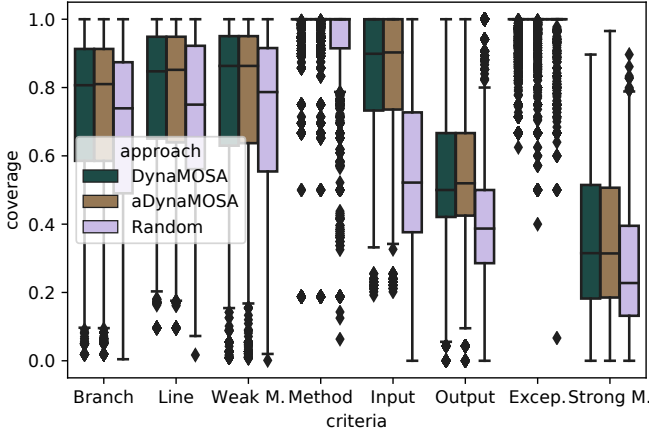 coverage
1.0
0.8
0.6
0.4
0.2
0.0
approach
DynaMOSA
aDynaMOSA
Random
Branch Line Weak M. Method Input Output Excep. Strong M.
criteria